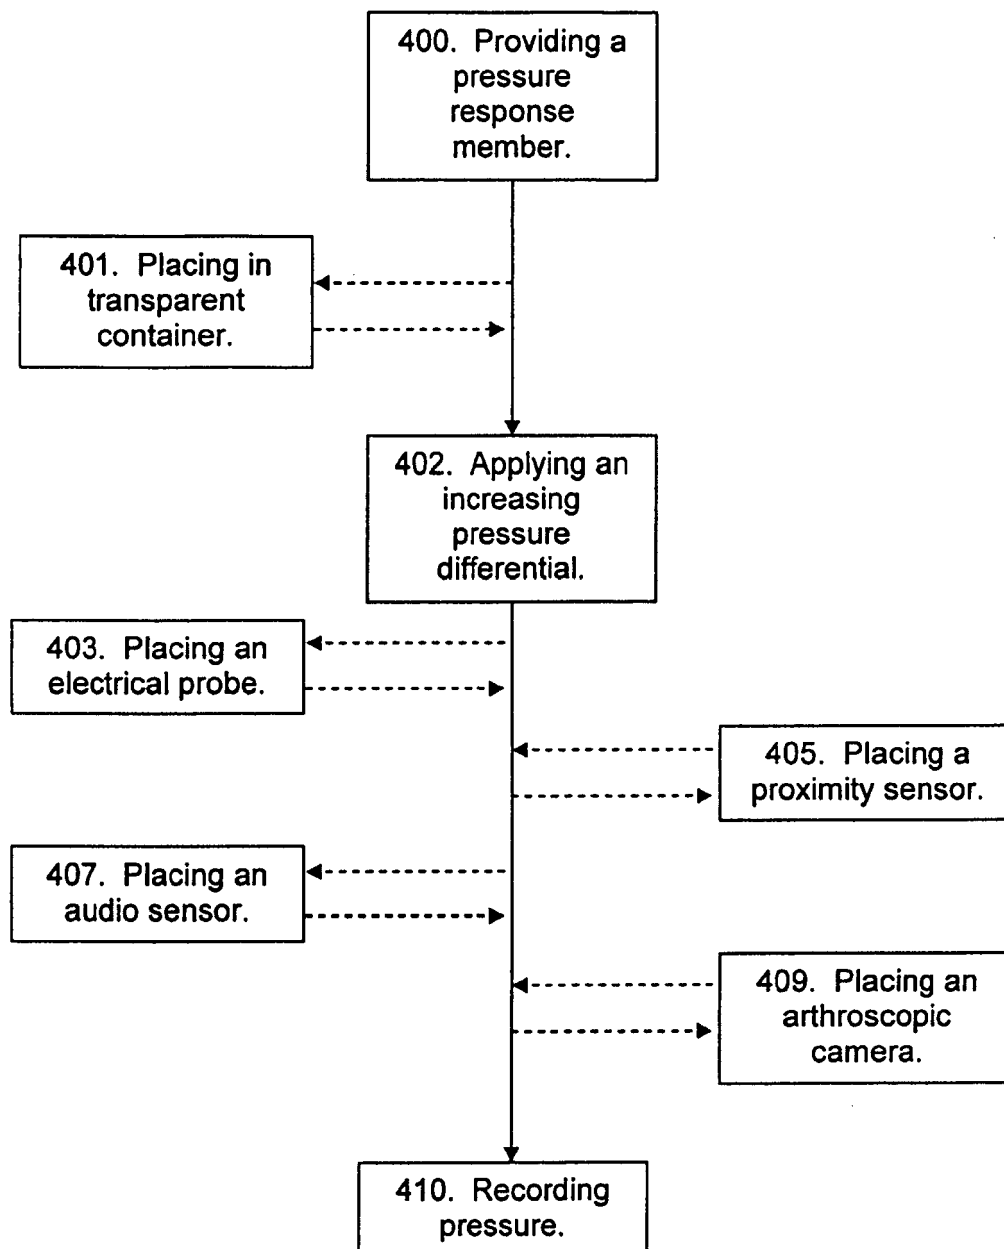 400. Providing a
pressure
response
member.
401. Placing in
transparent
container.
402. Applying an
increasing
pressure
differential.
403. Placing an
electrical probe.
405. Placing a
proximity sensor.
407. Placing an
audio sensor.
409. Placing an
arthroscopic
camera.
410. Recording
pressure.